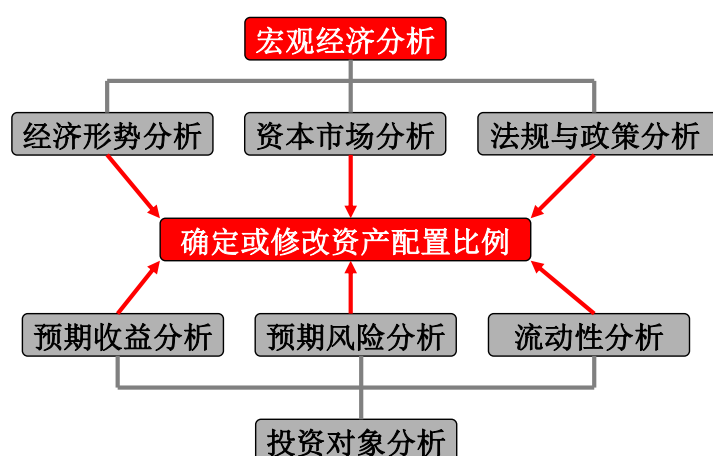 宏观经济分析
经济形势分析
资本市场分析
法规与政策分析
确定或修改资产配置比例
预期收益分析
预期风险分析
流动性分析
投资对象分析